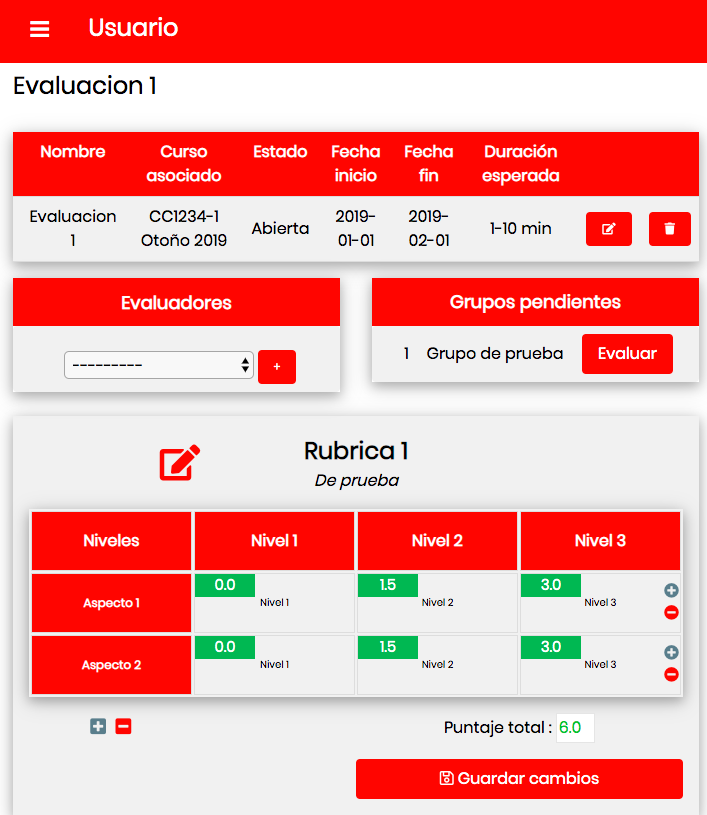 Usuario
Evaluacion 1
Nombre Curso asociado Estado Fecha inicio Fecha fin Duración esperada
Evaluacion 1 CC1234-1 Otoño 2019 Abierta 2019-01-01 2019-02-01 1-10 min
Evaluadores
---------
+
Grupos pendientes
1 Grupo de prueba Evaluar
Rubrica 1
De prueba
Niveles Nivel 1 Nivel 2 Nivel 3
Aspecto 1 0.0 Nivel 1 1.5 Nivel 2 3.0 Nivel 3
Aspecto 2 0.0 Nivel 1 1.5 Nivel 2 3.0 Nivel 3
Puntaje total : 6.0
Guardar cambios